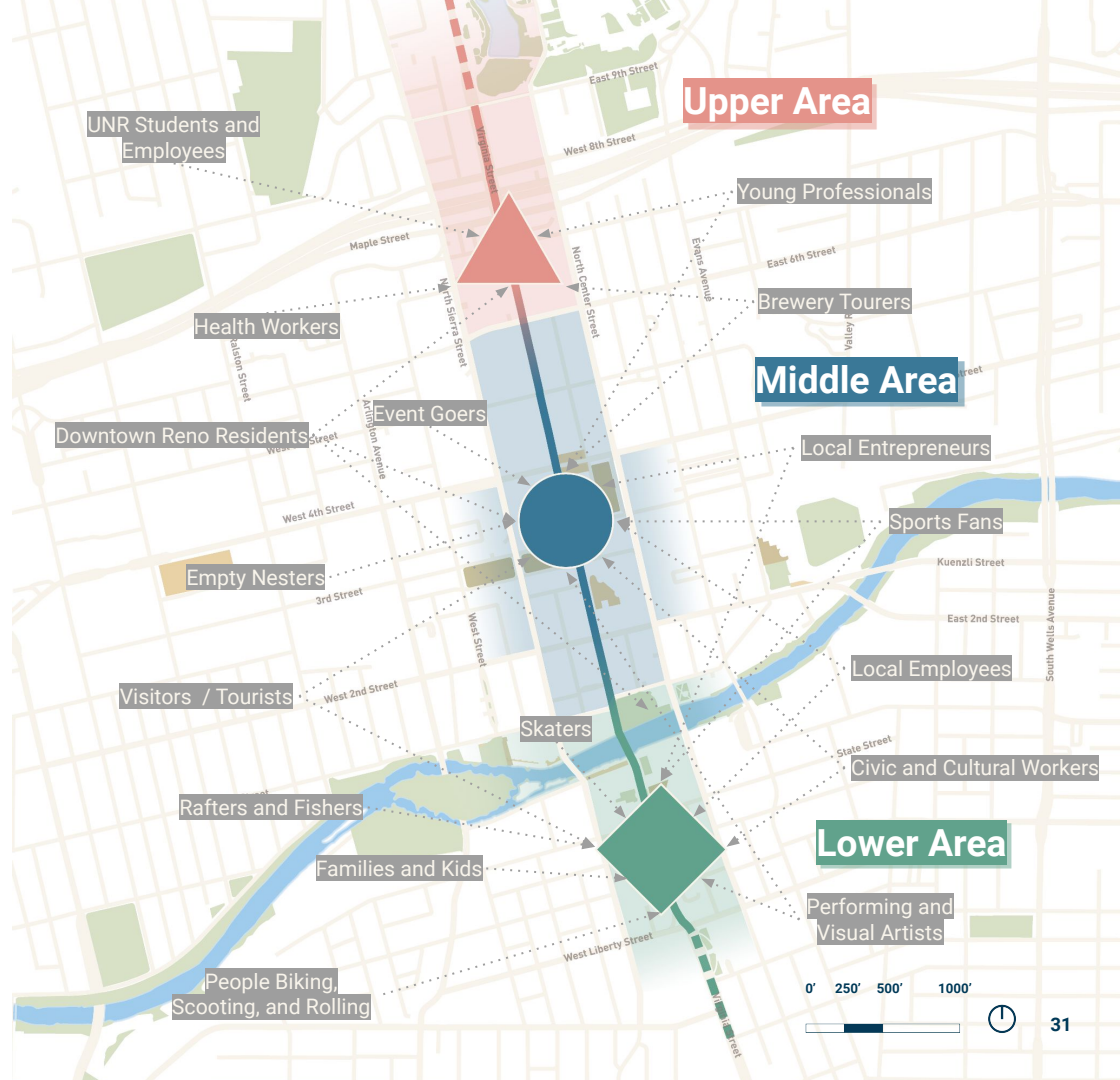 East 9th Street
Upper Area
UNR Students and
Employees
Virginia Street
West 8th Street
Young Professionals
Maple Street
North Center Street
Evans Avenue
East 6th Street
North Sierra Street
Brewery Tourers
Health Workers
Ralston Street
Valley R
Middle Area
reet
Arlington Avenue
Event Goers
Downtown Reno Residents
West
Street
Local Entrepreneurs
West 4th Street
Sports Fans
Kuenzli Street
Empty Nesters
3rd Street
East 2nd Street
South Wells Avenue
West Street
Local Employees
West 2nd Street
Visitors / Tourists
Skaters
State Street
Civic and Cultural Workers
Rafters and Fishers
Lower Area
Families and Kids
Performing and
Visual Artists
West Liberty Street
People Biking,
Scooting, and Rolling
0’ 250’ 500’ 1000’
31